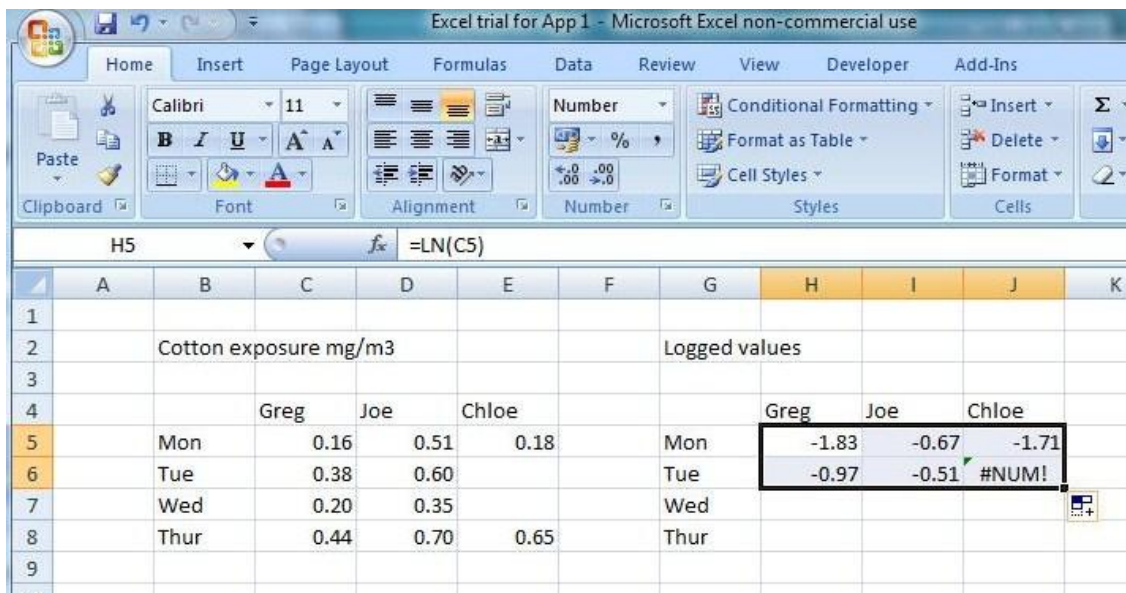 Excel trial for App 1 - Microsoft Excel non-commercial use
Home Insert Page Layout Formulas Data Review View Developer Add-Ins
Calibri 11 Number Conditional Formatting Insert Σ
Paste B I U A A % , Format as Table Delete
A .00 .0 .00 .0 Cell Styles Format
Clipboard Font Alignment Number Styles Cells
H5 fx =LN(C5)
A B C D E F G H I J K
1
2 Cotton exposure mg/m3 Logged values
3
4 Greg Joe Chloe Greg Joe Chloe
5 Mon 0.16 0.51 0.18 Mon -1.83 -0.67 -1.71
6 Tue 0.38 0.60 Tue -0.97 -0.51 #NUM!
7 Wed 0.20 0.35 Wed
8 Thur 0.44 0.70 0.65 Thur
9